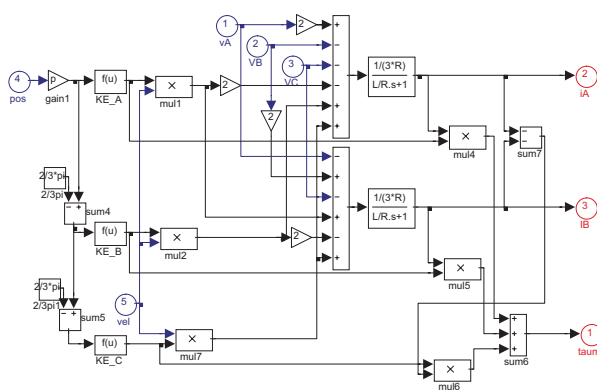 1
vA
2
2
VB
3
VC
4
pos
p
gain1
f(u)
KE_A
×
mul1
2
2
+
−
−
−
+
+
1/(3*R)
L/R.s+1
2
iA
×
mul4
−
−
sum7
2/3*pi
2/3pi
− +
sum4
f(u)
KE_B
×
mul2
2
−
+
−
+
−
+
1/(3*R)
L/R.s+1
3
IB
×
mul5
2/3*pi
2/3pi1
− +
sum5
5
vel
f(u)
KE_C
×
mul7
×
mul6
+
+
+
sum6
1
taum